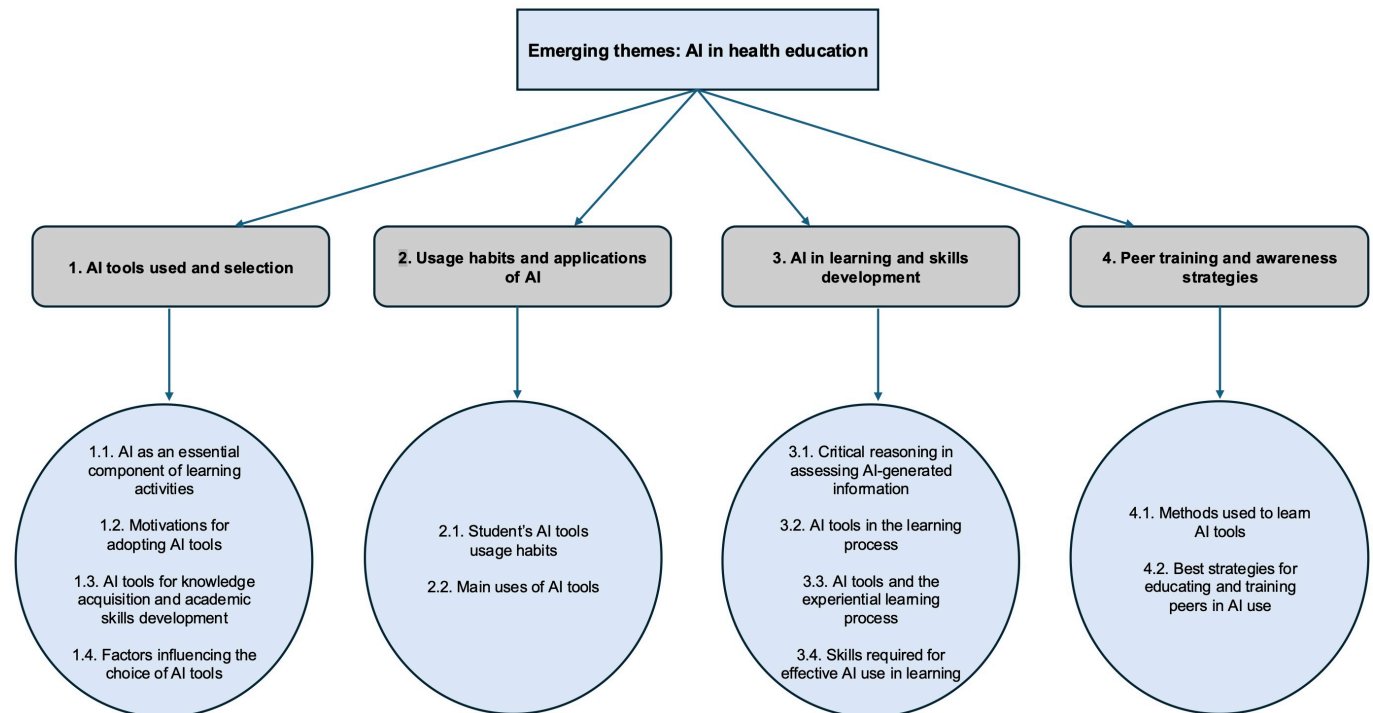 Emerging themes: AI in health education
1. AI tools used and selection
2. Usage habits and applications
of AI
3. AI in learning and skills
development
4. Peer training and awareness
strategies
1.1. AI as an essential
component of learning
activities
1.2. Motivations for
adopting AI tools
1.3. AI tools for knowledge
acquisition and academic
skills development
1.4. Factors influencing the
choice of AI tools
2.1. Student's AI tools
usage habits
2.2. Main uses of AI tools
3.1. Critical reasoning in
assessing AI-generated
information
3.2. AI tools in the learning
process
3.3. AI tools and the
experiential learning
process
3.4. Skills required for
effective AI use in learning
4.1. Methods used to learn
AI tools
4.2. Best strategies for
educating and training
peers in AI use